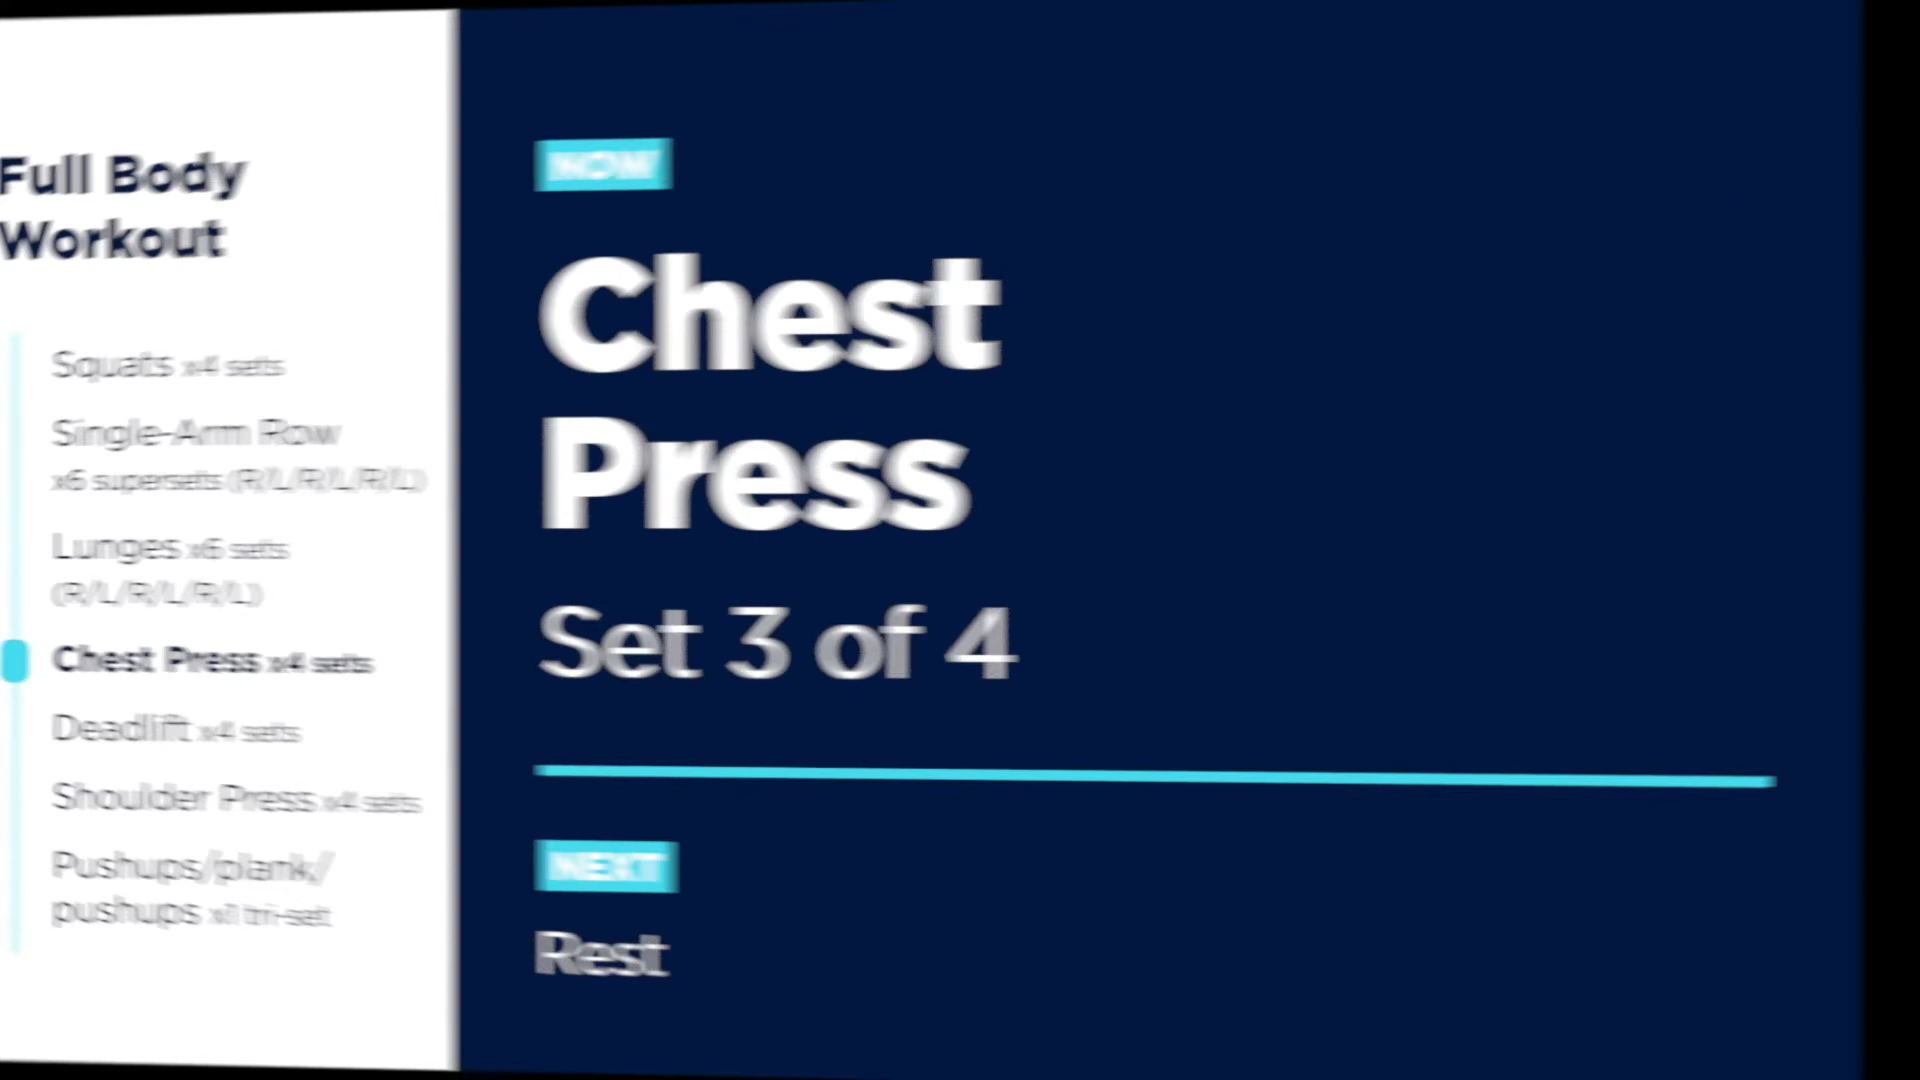 Full Body
Workout
Squats x4 sets
Single-Arm Row
x6 supersets (R/L/R/L/R/L)
Lunges x6 sets
(R/L/R/L/R/L)
Chest Press x4 sets
Deadlift x4 sets
Shoulder Press x4 sets
Pushups/plank/
pushups x1 tri-set
NOW
Chest
Press
Set 3 of 4
NEXT
Rest